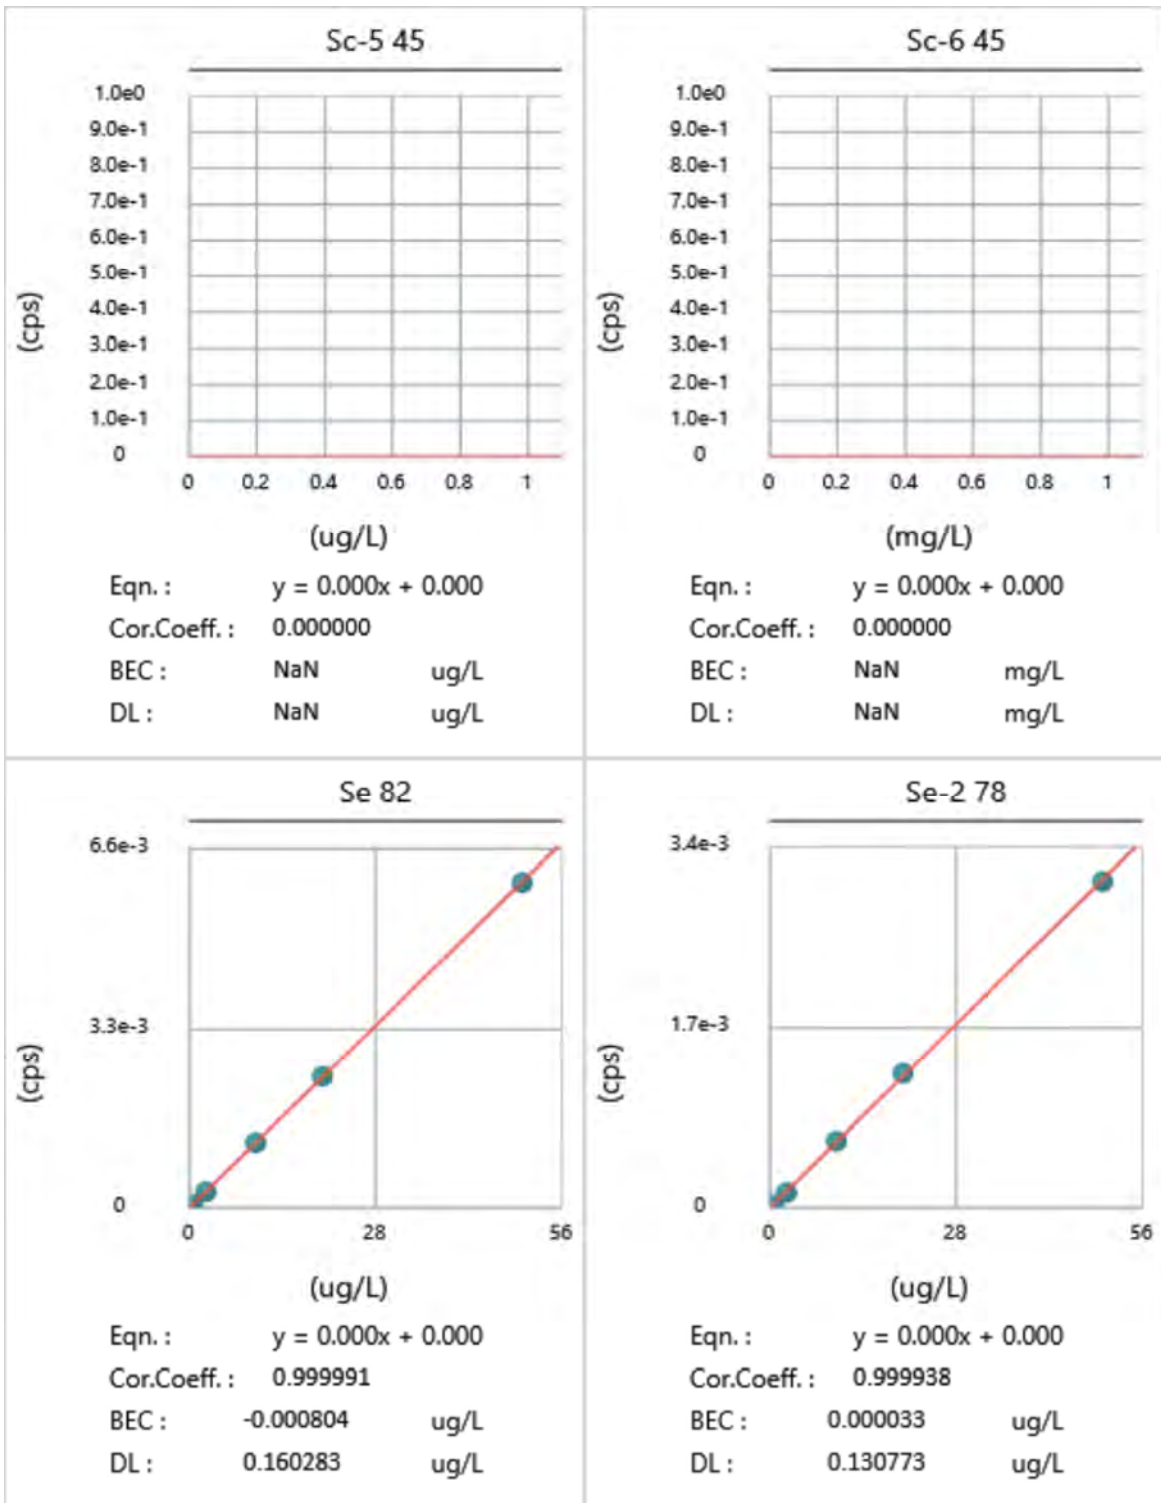 Sc-5 45
1.0e0
9.0e-1
8.0e-1
7.0e-1
6.0e-1
5.0e-1
4.0e-1
3.0e-1
2.0e-1
1.0e-1
0
(cps)
0 0.2 0.4 0.6 0.8 1
(ug/L)
Eqn. : y = 0.000x + 0.000
Cor.Coeff. : 0.000000
BEC : NaN ug/L
DL : NaN ug/L
Sc-6 45
1.0e0
9.0e-1
8.0e-1
7.0e-1
6.0e-1
5.0e-1
4.0e-1
3.0e-1
2.0e-1
1.0e-1
0
(cps)
0 0.2 0.4 0.6 0.8 1
(mg/L)
Eqn. : y = 0.000x + 0.000
Cor.Coeff. : 0.000000
BEC : NaN mg/L
DL : NaN mg/L
Se 82
6.6e-3
3.3e-3
0
(cps)
0 28 56
(ug/L)
Eqn. : y = 0.000x + 0.000
Cor.Coeff. : 0.999991
BEC : -0.000804 ug/L
DL : 0.160283 ug/L
Se-2 78
3.4e-3
1.7e-3
0
(cps)
0 28 56
(ug/L)
Eqn. : y = 0.000x + 0.000
Cor.Coeff. : 0.999938
BEC : 0.000033 ug/L
DL : 0.130773 ug/L